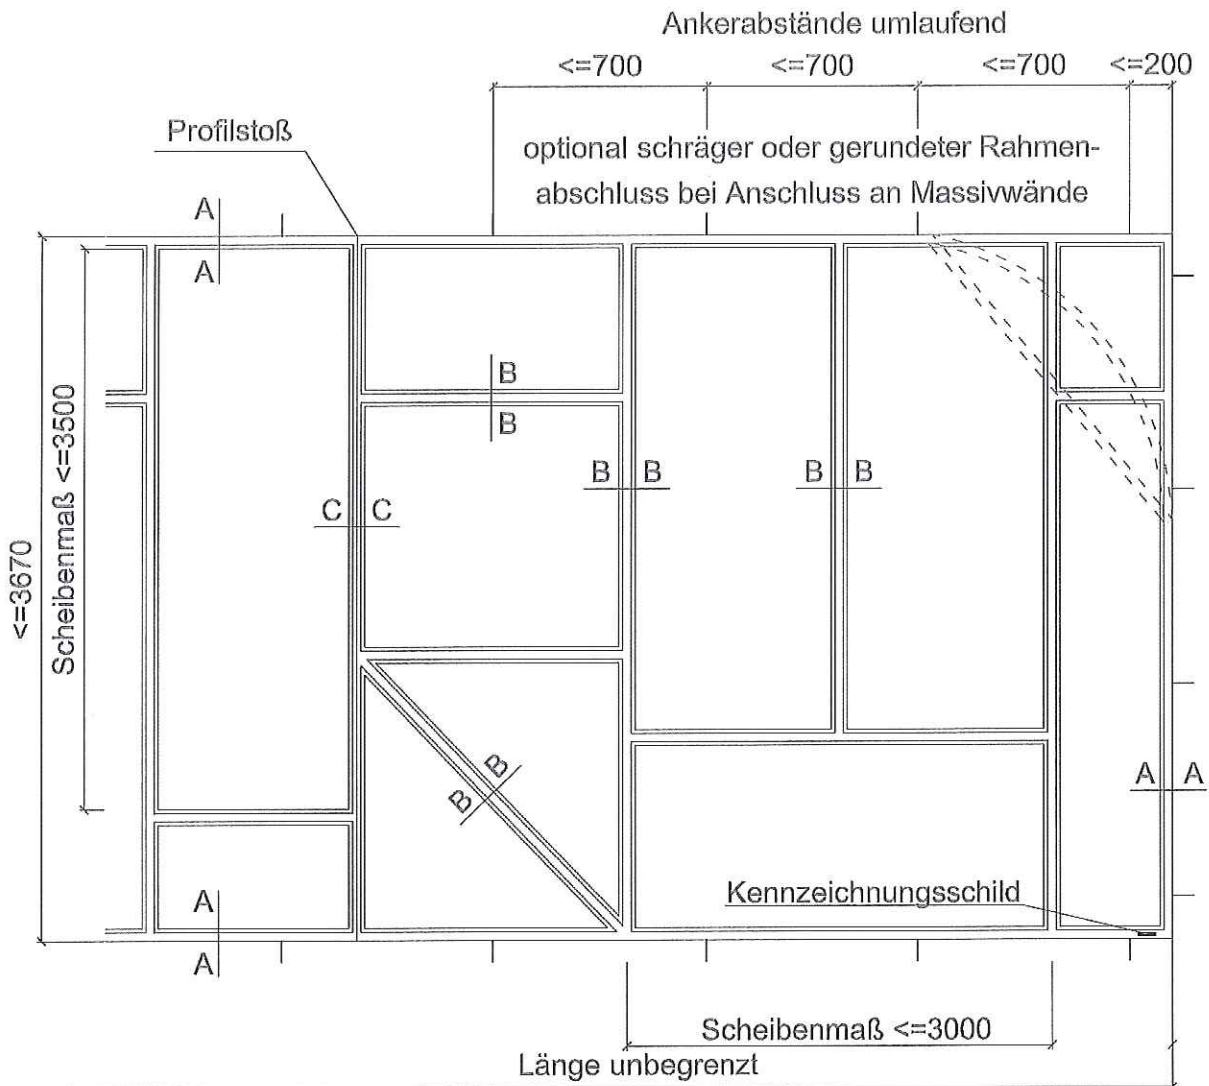 Ankerabstände umlaufend
<=700 <=700 <=700 <=200
Profilstoß
optional schräger oder gerundeter Rahmen-
abschluss bei Anschluss an Massivwände
A
A
B
B
B B
B B
C C
Scheibenmaß <=3500
<=3670
B
B
A A
Kennzeichnungsschild
A
A
Scheibenmaß <=3000
Länge unbegrenzt